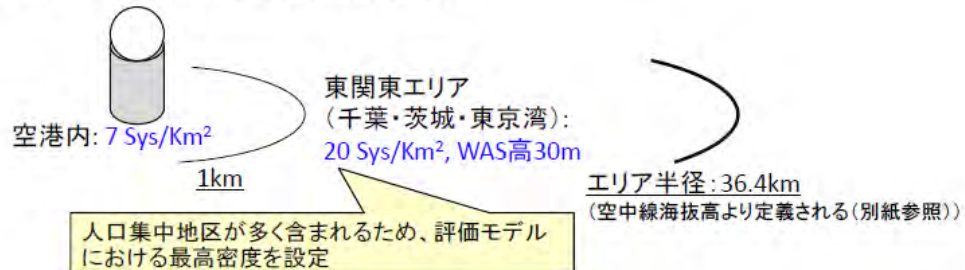 東関東エリア
(千葉・茨城・東京湾):
20 Sys/Km², WAS高30m
空港内: 7 Sys/Km²
1km
エリア半径:36.4km
(空中線海抜高より定義される(別紙参照))
人口集中地区が多く含まれるため、評価モデル
における最高密度を設定